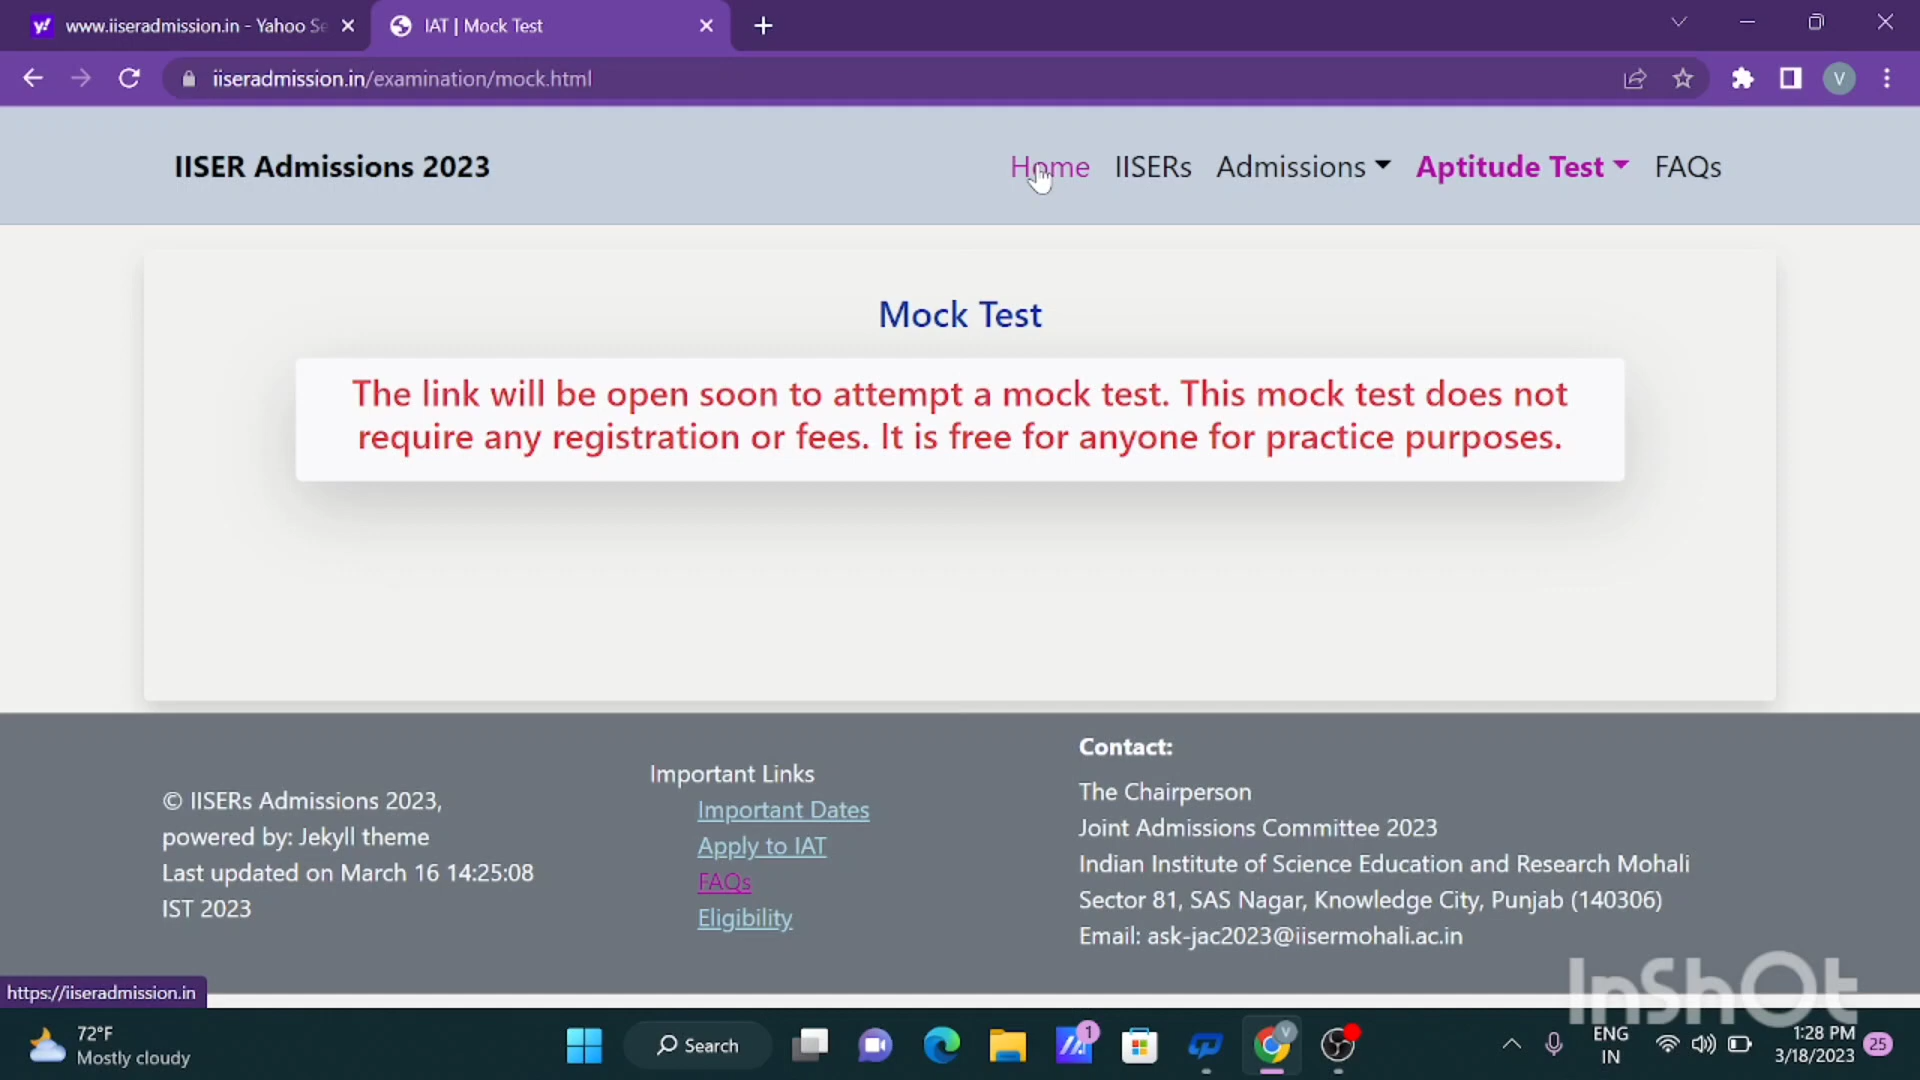 www.iiseradmission.in - Yahoo Se
IAT | Mock Test
iiseradmission.in/examination/mock.html
V
IISER Admissions 2023
Home
IISERs
Admissions
Aptitude Test
FAQs
Mock Test
The link will be open soon to attempt a mock test. This mock test does not
require any registration or fees. It is free for anyone for practice purposes.
© IISERs Admissions 2023,
powered by: Jekyll theme
Last updated on March 16 14:25:08
IST 2023
Important Links
Important Dates
Apply to IAT
FAQs
Eligibility
Contact:
The Chairperson
Joint Admissions Committee 2023
Indian Institute of Science Education and Research Mohali
Sector 81, SAS Nagar, Knowledge City, Punjab (140306)
Email: ask-jac2023@iisermohali.ac.in
https://iiseradmission.in
InShOt
72°F
Mostly cloudy
Search
1
V
ENG
IN
1:28 PM
3/18/2023
25